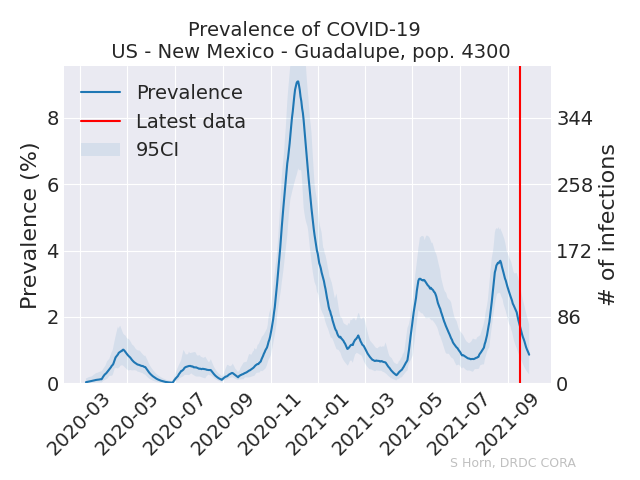 Prevalence of COVID-19
US - New Mexico - Guadalupe, pop. 4300
Prevalence
Latest data
95CI
Prevalence (%)
8
6
4
2
0
344
258
172
86
0
# of infections
2020-03
2020-05
2020-07
2020-09
2020-11
2021-01
2021-03
2021-05
2021-07
2021-09
S Horn, DRDC CORA